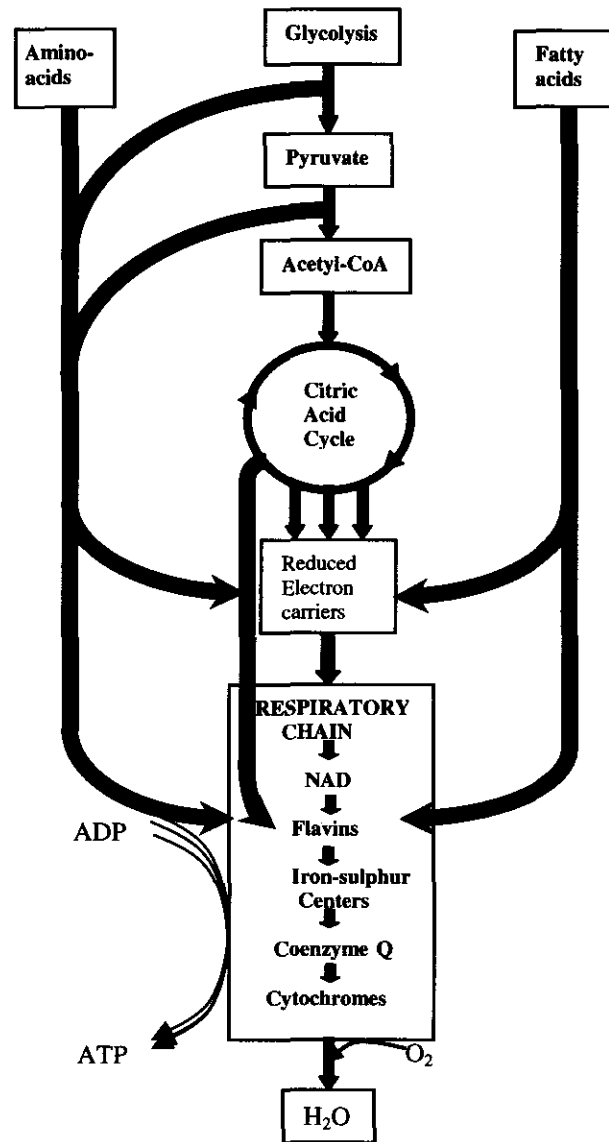 Glycolysis
Amino-
acids
Fatty
acids
Pyruvate
Acetyl-CoA
Citric
Acid
Cycle
Reduced
Electron
carriers
RESPIRATORY
CHAIN
NAD
Flavins
ADP
Iron-sulphur
Centers
Coenzyme Q
Cytochromes
ATP
O₂
H₂O